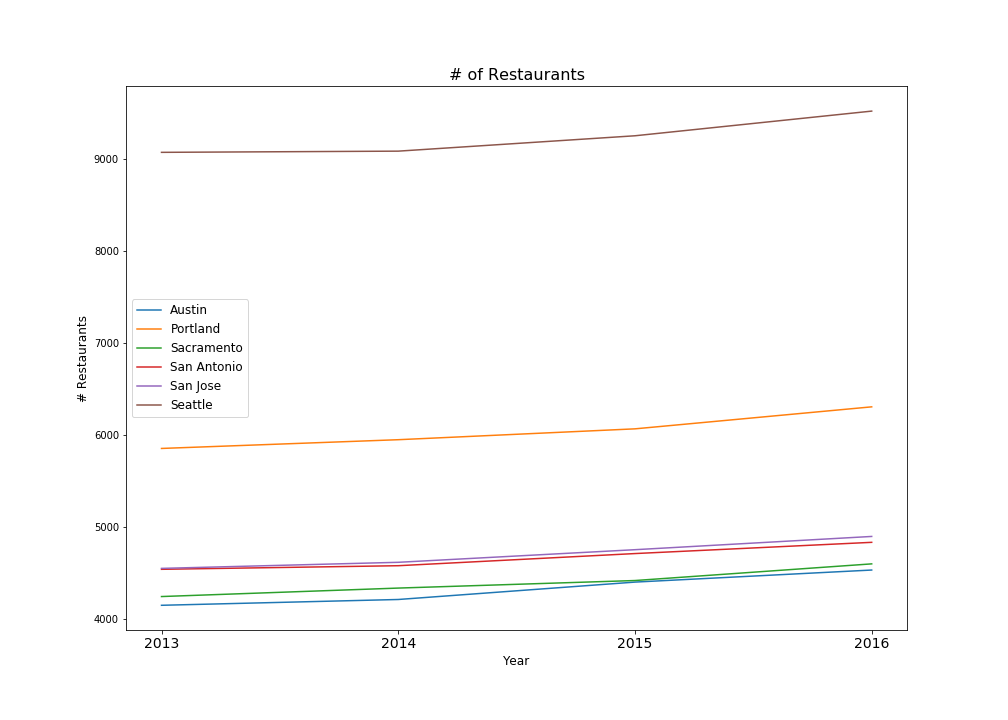 # of Restaurants
# Restaurants
9000
8000
7000
6000
5000
4000
Austin
Portland
Sacramento
San Antonio
San Jose
Seattle
2013 2014 2015 2016
Year